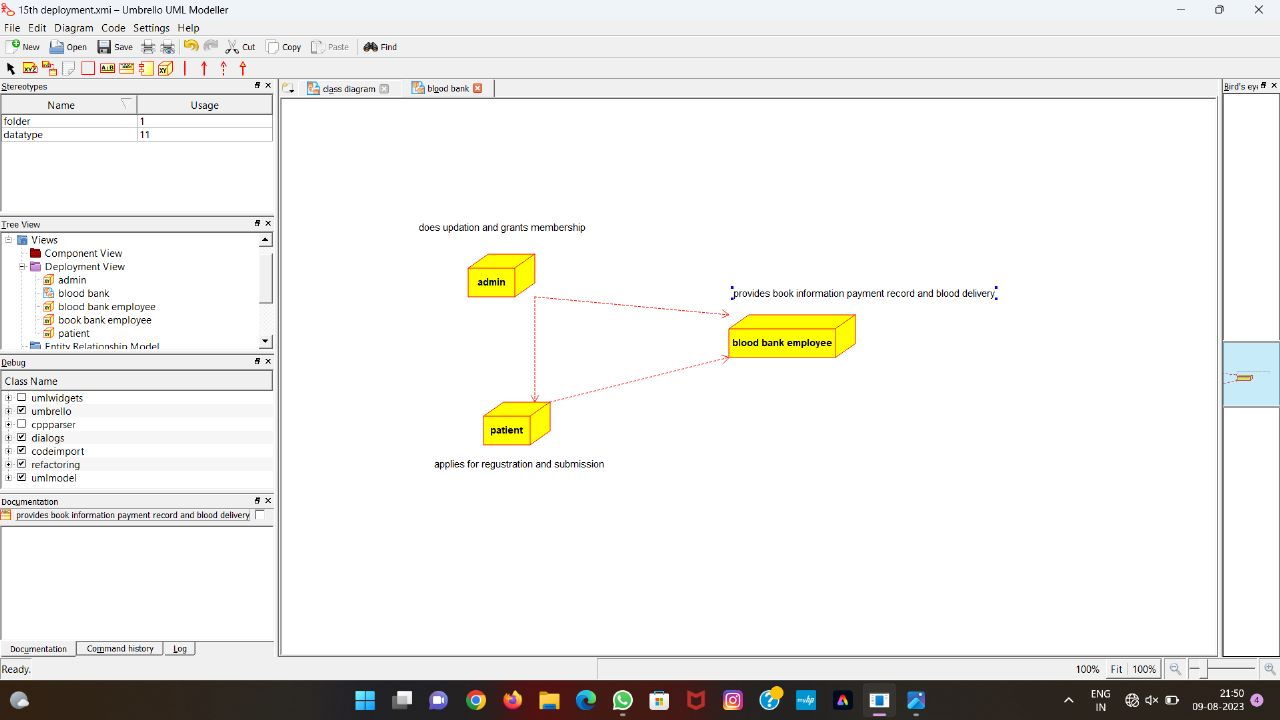 15th deployment.xmi – Umbrello UML Modeller
File Edit Diagram Code Settings Help
New Open Save Cut Copy Paste Find
Stereotypes
Name Usage
folder 1
datatype 11
Tree View
Views
Component View
Deployment View
admin
blood bank
blood bank employee
book bank employee
patient
Entity Relationship Model
Debug
Class Name
umlwidgets
umbrello
cppparser
dialogs
codeimport
refactoring
umlmodel
Documentation
provides book information payment record and blood delivery
Documentation Command history Log
Ready.
class diagram blood bank
does updation and grants membership
admin
provides book information payment record and blood delivery
blood bank employee
patient
applies for regustration and submission
Bird's ey
100% Fit 100%
ENG
IN
21:50
09-08-2023
4